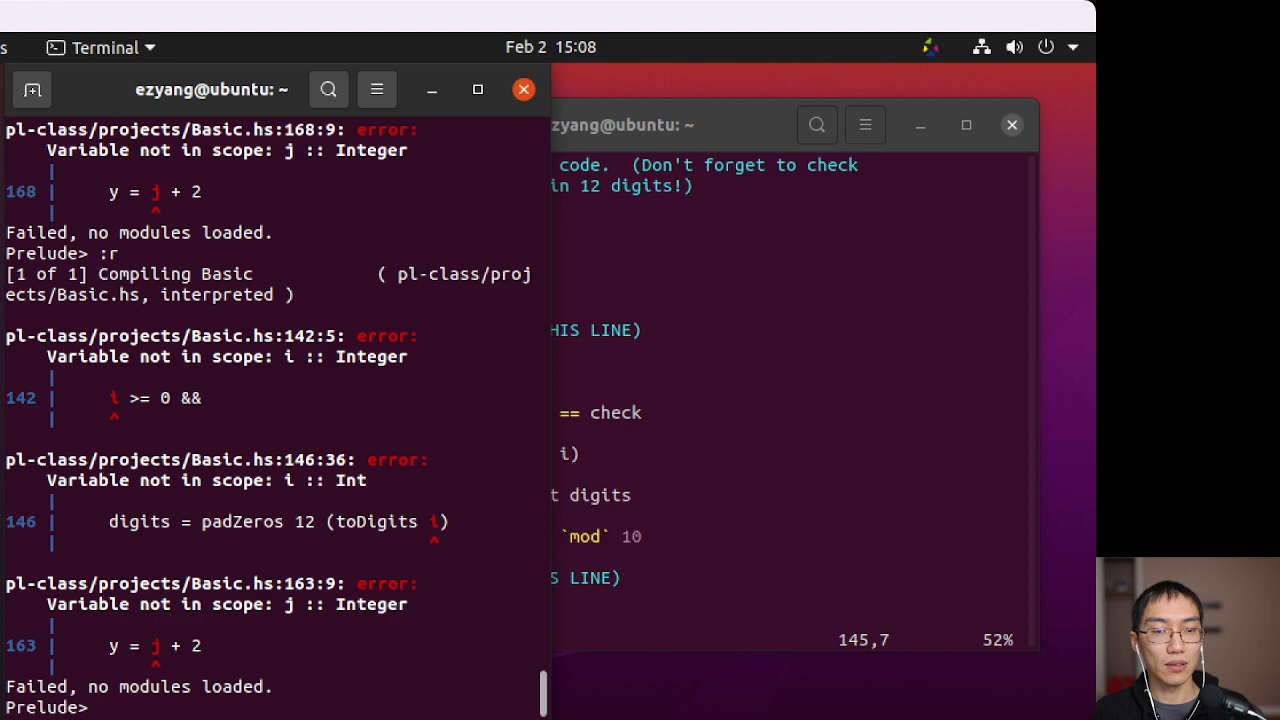 s
Terminal
Feb 2 15:08
ezyang@ubuntu: ~
pl-class/projects/Basic.hs:168:9: error:
Variable not in scope: j :: Integer
|
168 | y = j + 2
| ^
Failed, no modules loaded.
Prelude> :r
[1 of 1] Compiling Basic ( pl-class/proj
ects/Basic.hs, interpreted )
pl-class/projects/Basic.hs:142:5: error:
Variable not in scope: i :: Integer
|
142 | i >= 0 &&
| ^
pl-class/projects/Basic.hs:146:36: error:
Variable not in scope: i :: Int
|
146 | digits = padZeros 12 (toDigits i)
| ^
pl-class/projects/Basic.hs:163:9: error:
Variable not in scope: j :: Integer
|
163 | y = j + 2
| ^
Failed, no modules loaded.
Prelude>
zyang@ubuntu: ~
code. (Don't forget to check
in 12 digits!)
HIS LINE)
== check
i)
t digits
`mod` 10
S LINE)
145,7 52%